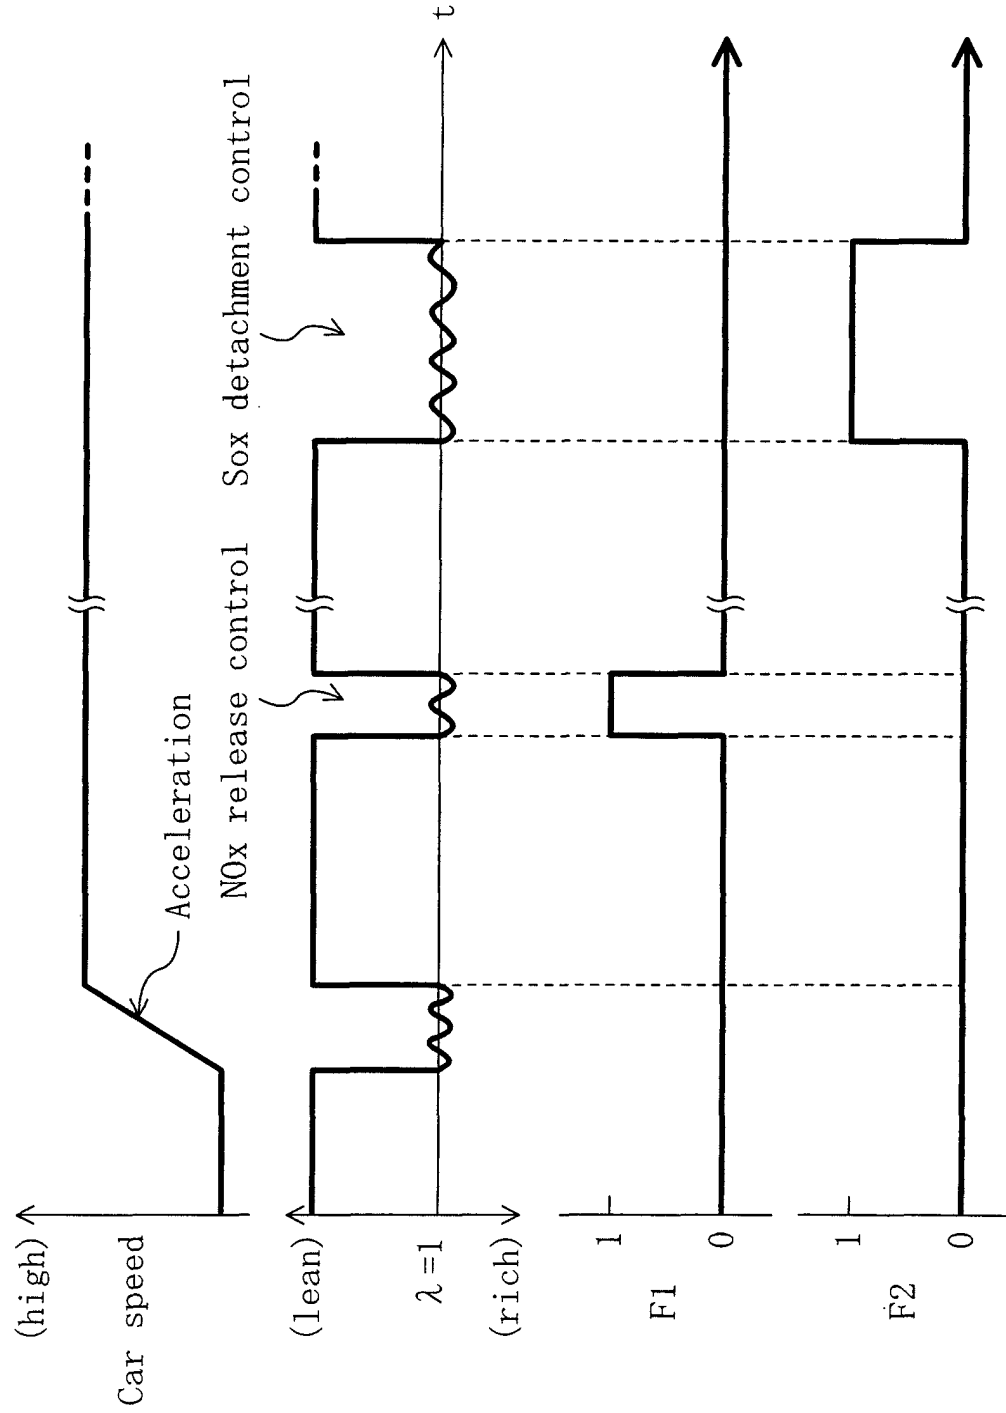 (high)
Car speed
Acceleration
(lean)
λ=1
(rich)
NOx release control
Sox detachment control
t
F1
1
0
F2
1
0